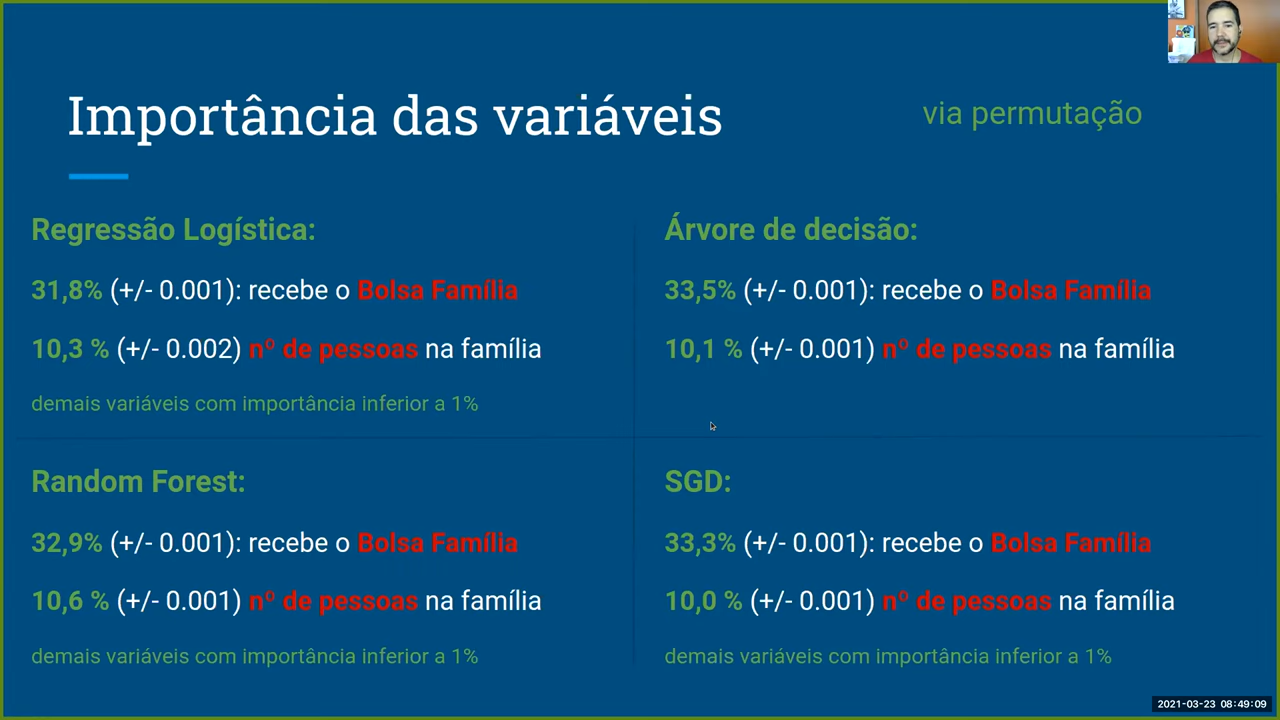 Importância das variáveis
via permutação
Regressão Logística:
31,8% (+/- 0.001): recebe o Bolsa Família
10,3 % (+/- 0.002) nº de pessoas na família
demais variáveis com importância inferior a 1%
Árvore de decisão:
33,5% (+/- 0.001): recebe o Bolsa Família
10,1 % (+/- 0.001) nº de pessoas na família
Random Forest:
32,9% (+/- 0.001): recebe o Bolsa Família
10,6 % (+/- 0.001) nº de pessoas na família
demais variáveis com importância inferior a 1%
SGD:
33,3% (+/- 0.001): recebe o Bolsa Família
10,0 % (+/- 0.001) nº de pessoas na família
demais variáveis com importância inferior a 1%
2021-03-23 08:49:09